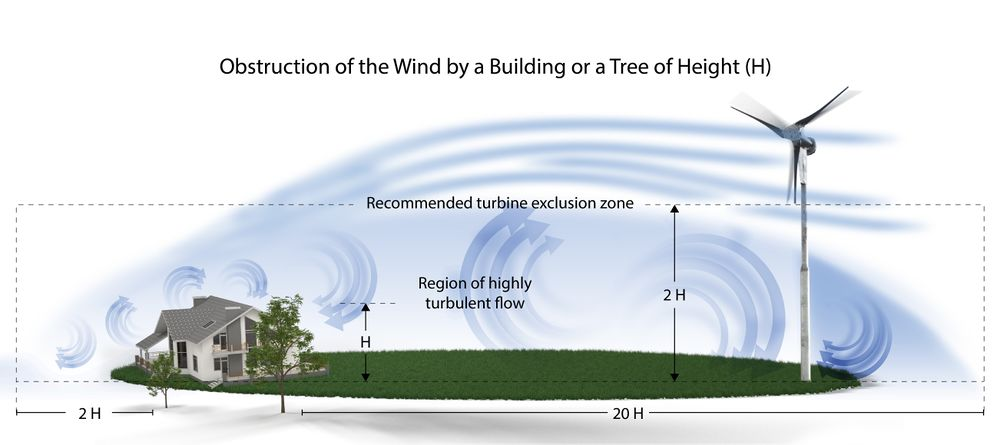 Obstruction of the Wind by a Building or a Tree of Height (H)
Recommended turbine exclusion zone
Region of highly
turbulent flow
2 H
H
2 H
20 H